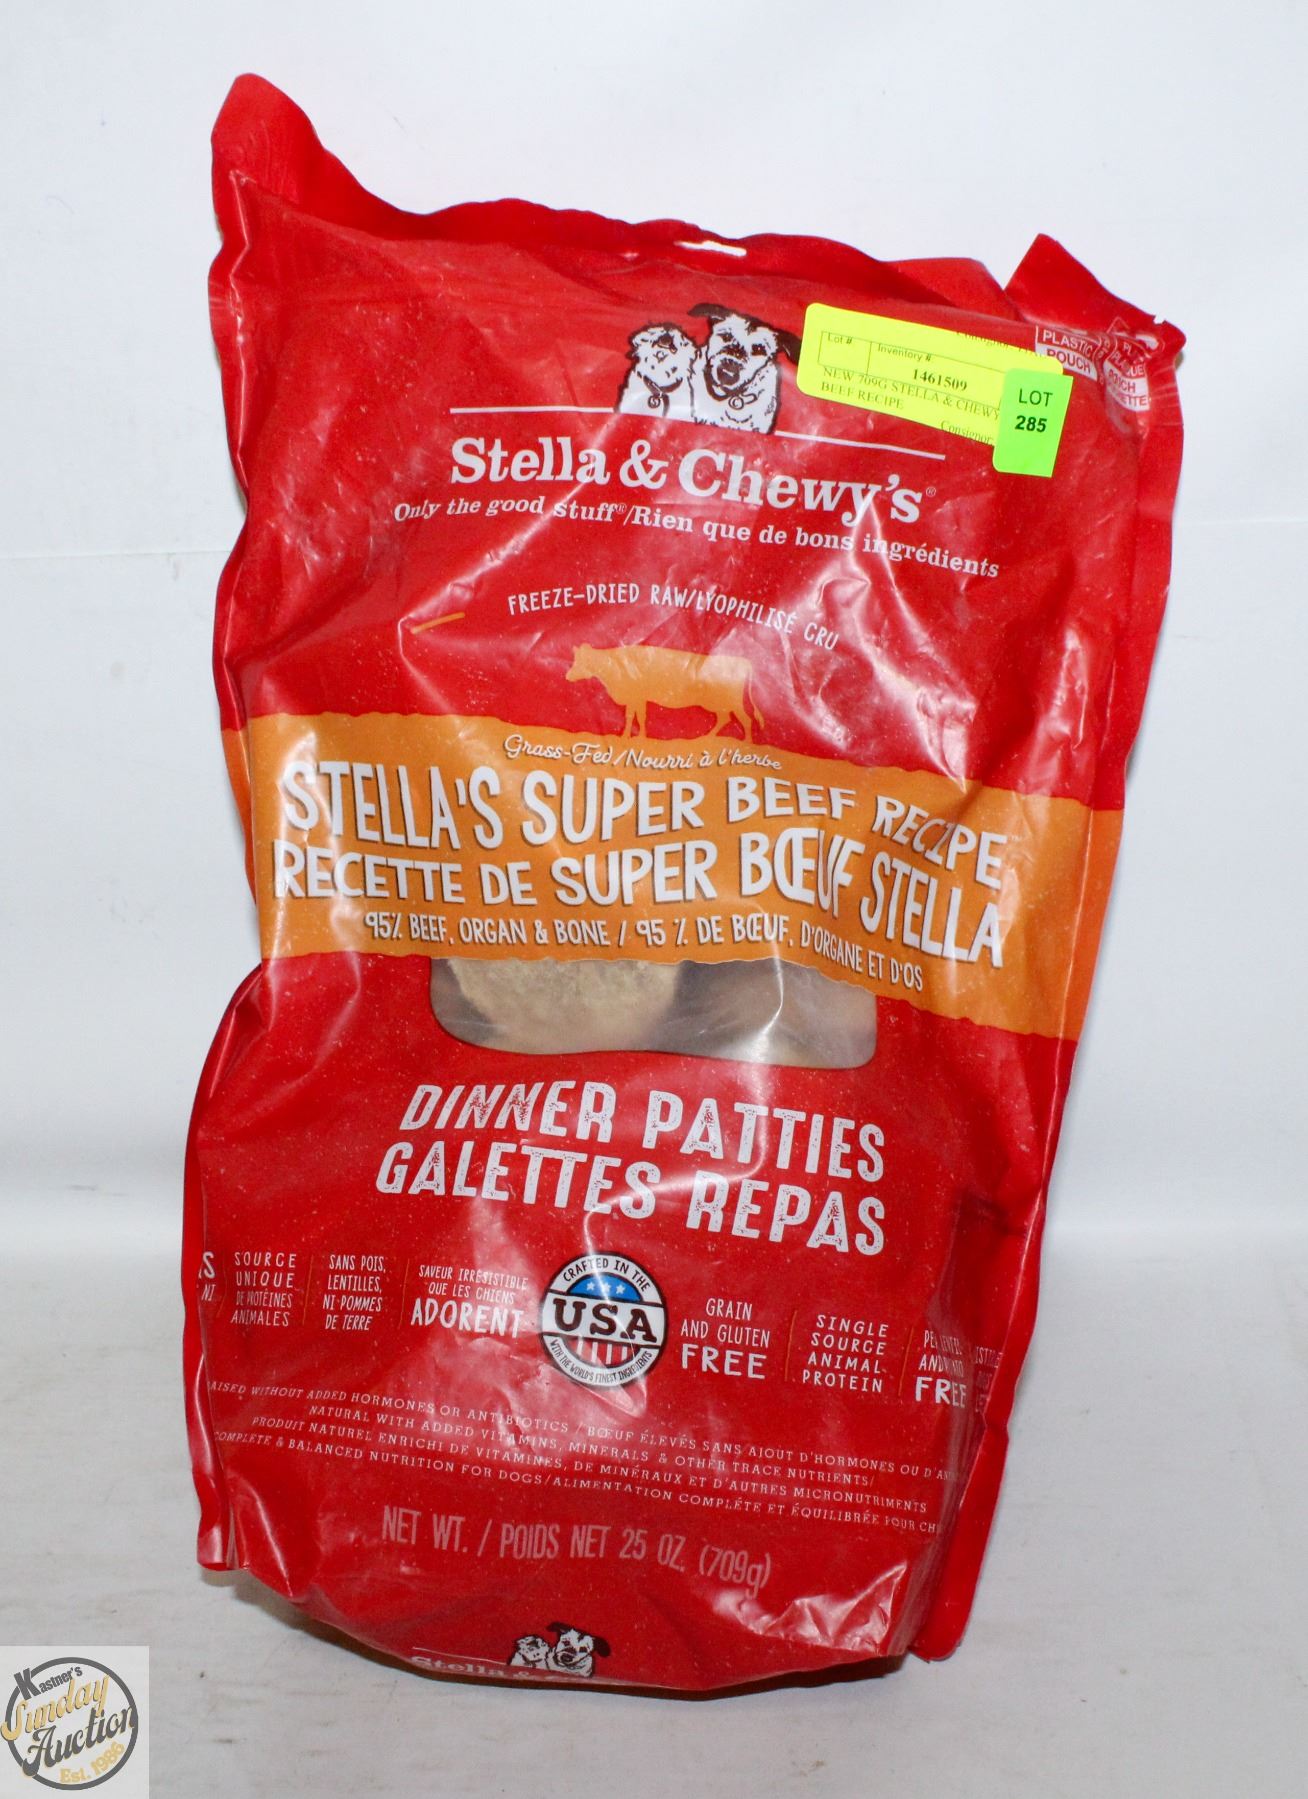 Lot #
Inventory #
1461509
NEW 709G STELLA & CHEWY
BEEF RECIPE
Consignor
LOT
285
PLASTIC
POUCH
Stella & Chewy's®
Only the good stuff®/Rien que de bons ingrédients
FREEZE-DRIED RAW/LYOPHILISÉ CRU
Grass-Fed/Nourri à l'herbe
STELLA'S SUPER BEEF RECIPE™
RECETTE DE SUPER BŒUF STELLA
95% BEEF, ORGAN & BONE / 95 % DE BŒUF, D'ORGANE ET D'OS
DINNER PATTIES
GALETTES REPAS
SOURCE
UNIQUE
DE PROTÉINES
ANIMALES
SANS POIS,
LENTILLES,
NI POMMES
DE TERRE
SAVEUR IRRÉSISTIBLE
QUE LES CHIENS
ADORENT
CRAFTED IN THE
USA
WITH THE WORLD'S FINEST INGREDIENTS
GRAIN
AND GLUTEN
FREE
SINGLE
SOURCE
ANIMAL
PROTEIN
FREE
AISED WITHOUT ADDED HORMONES OR ANTIBIOTICS / BŒUF ÉLEVÉS SANS AJOUT D'HORMONES OU D'AN
NATURAL WITH ADDED VITAMINS, MINERALS & OTHER TRACE NUTRIENTS/
PRODUIT NATUREL ENRICHI DE VITAMINES, DE MINÉRAUX ET D'AUTRES MICRONUTRIMENTS
COMPLETE & BALANCED NUTRITION FOR DOGS/ALIMENTATION COMPLÈTE ET ÉQUILIBRÉE POUR CH
NET WT. / POIDS NET 25 OZ. (709g)
Stella &
Kastner's
Sunday
Auction
Est. 1986